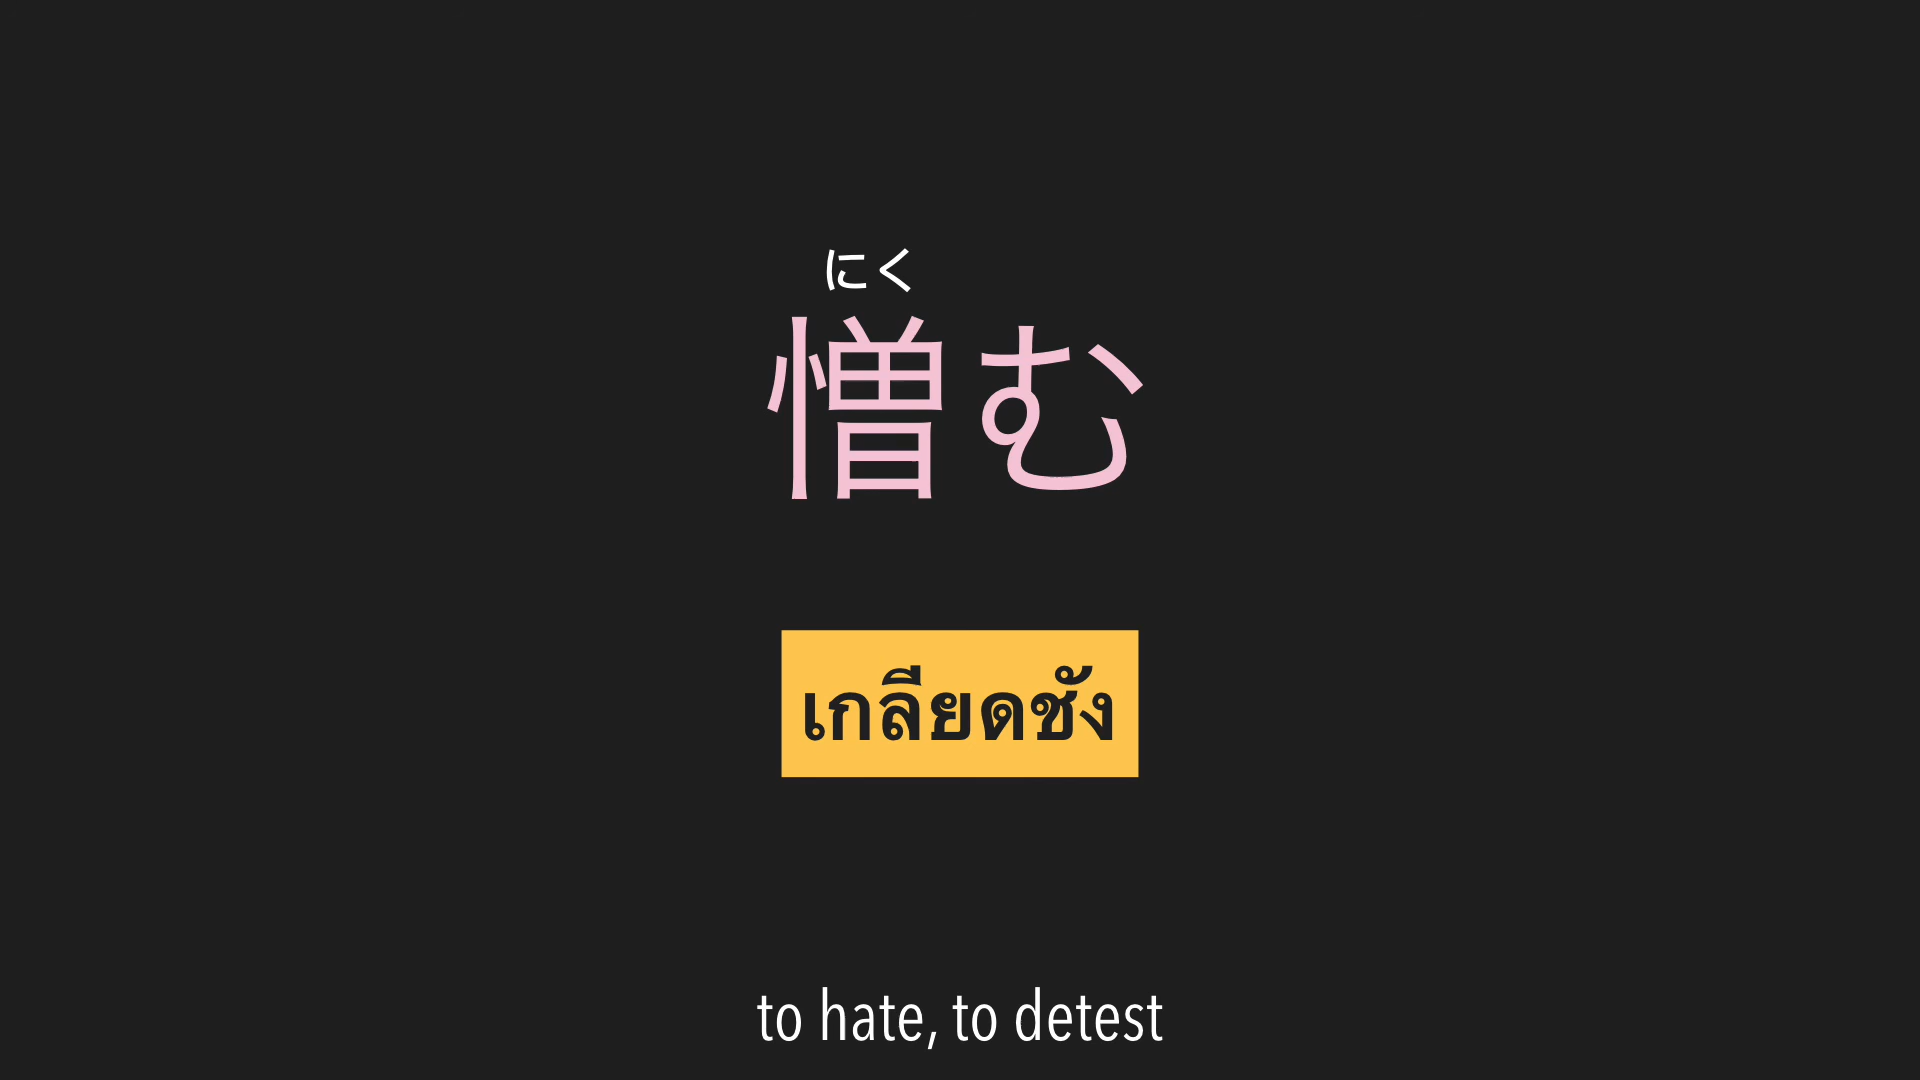 にく
憎む
เกลียดชัง
to hate, to detest